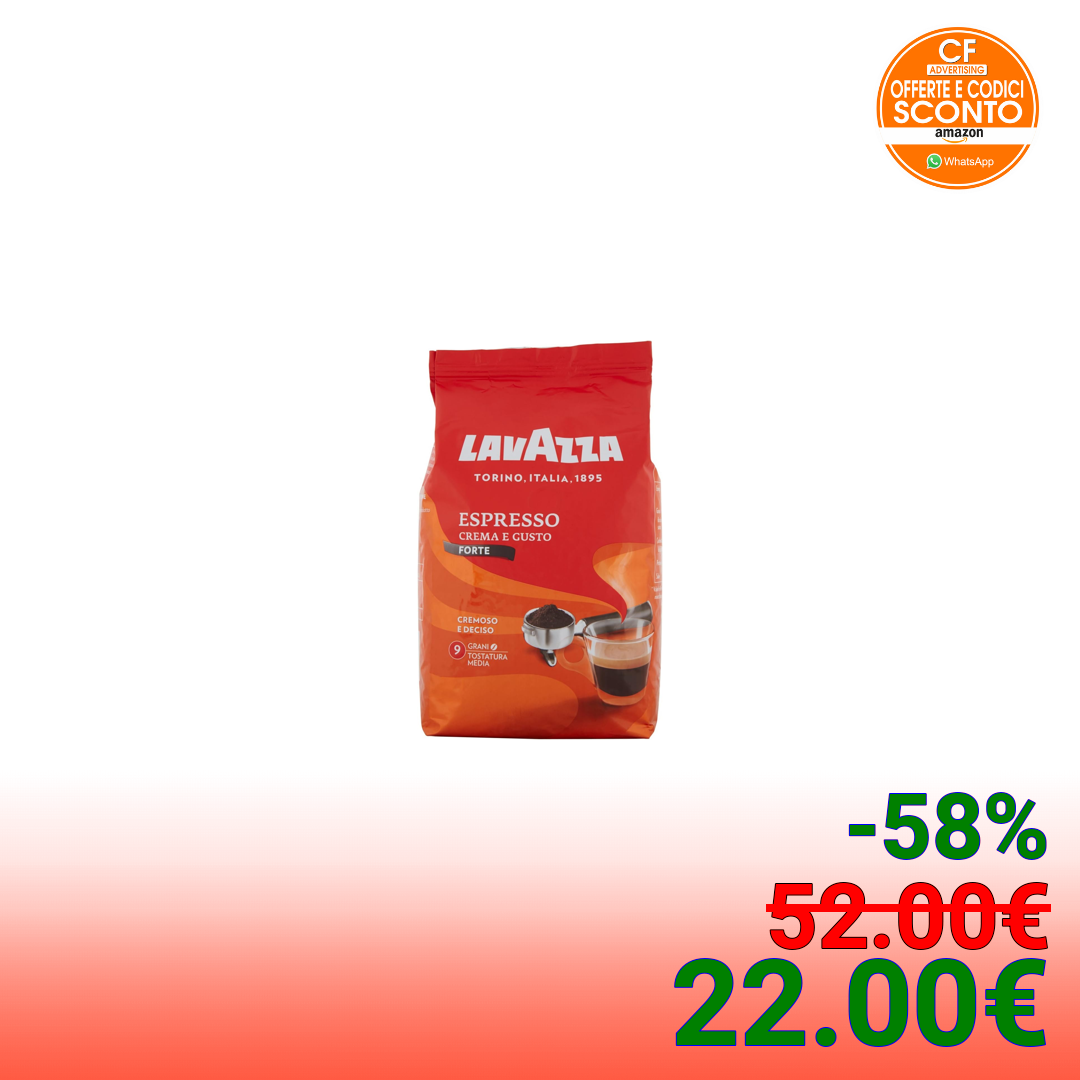 CF
ADVERTISING
OFFERTE E CODICI
SCONTO
amazon
WhatsApp
LAVAZZA
TORINO, ITALIA, 1895
ESPRESSO
CREMA E GUSTO
FORTE
CREMOSO
E DECISO
9 GRANI
TOSTATURA
MEDIA
-58%
52.00€
22.00€